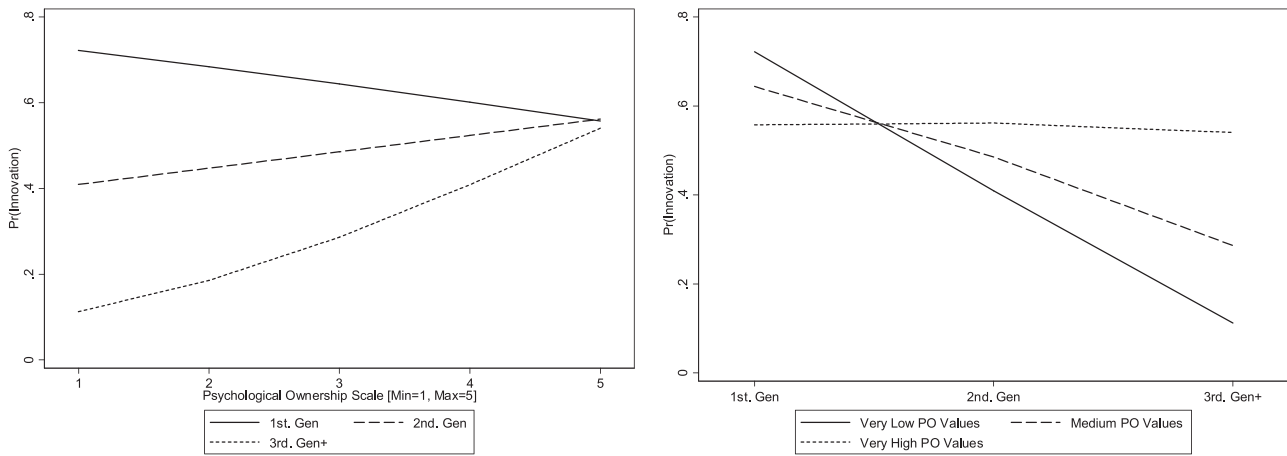 Pr(Innovation)
.8
.6
.4
.2
0
1
2
3
4
5
Psychological Ownership Scale [Min=1, Max=5]
1st. Gen
2nd. Gen
3rd. Gen+
Pr(Innovation)
.8
.6
.4
.2
0
1st. Gen
2nd. Gen
3rd. Gen+
Very Low PO Values
Medium PO Values
Very High PO Values